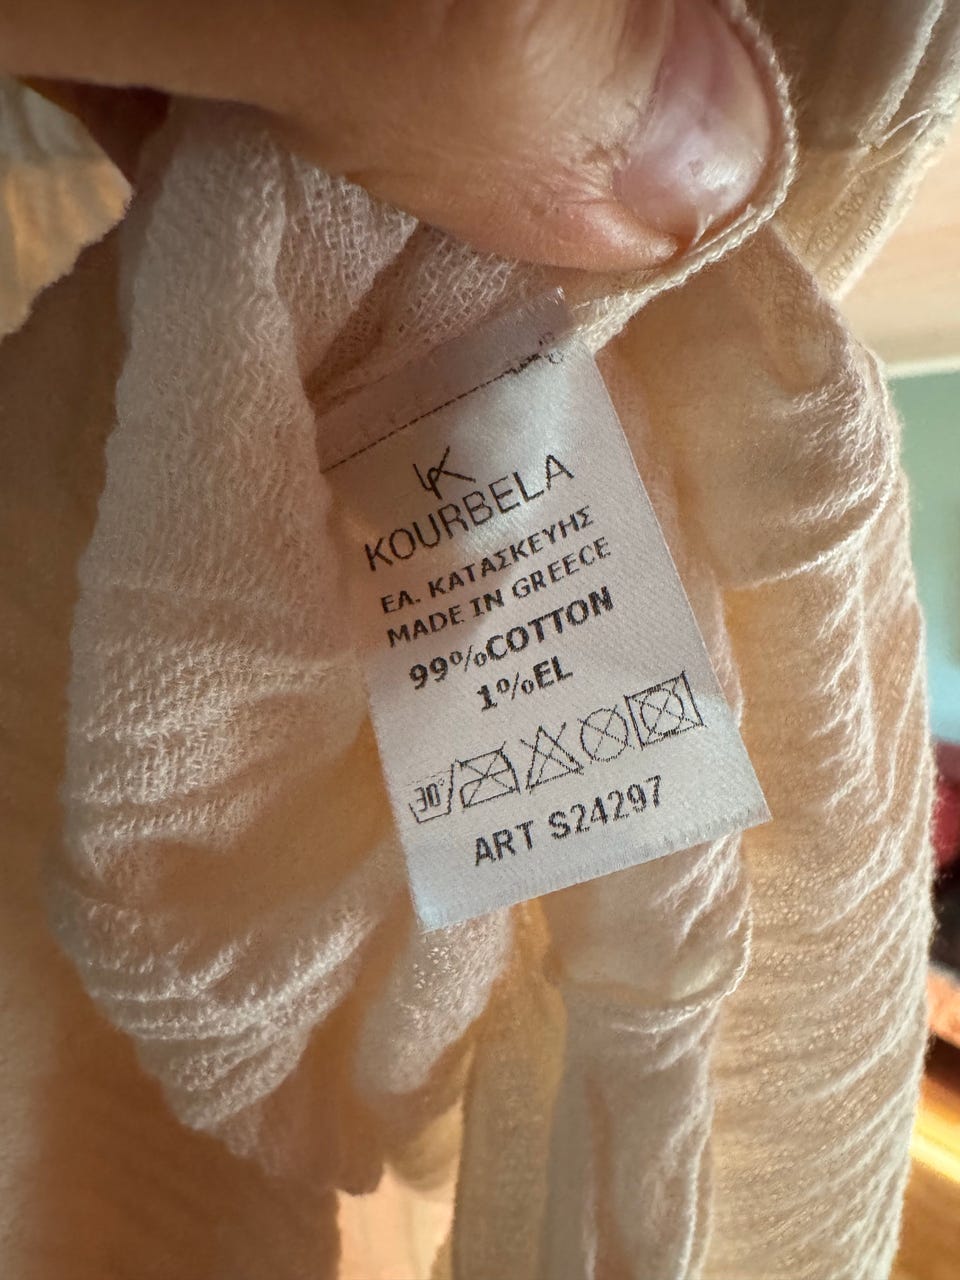 KOURBELA
ΕΛ. ΚΑΤΑΣΚΕΥΗΣ
MADE IN GREECE
99%COTTON
1%EL
30°
ART S24297